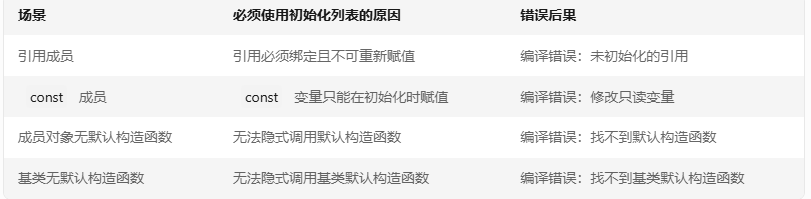 场景 必须使用初始化列表的原因 错误后果
引用成员 引用必须绑定且不可重新赋值 编译错误：未初始化的引用
const 成员 const 变量只能在初始化时赋值 编译错误：修改只读变量
成员对象无默认构造函数 无法隐式调用默认构造函数 编译错误：找不到默认构造函数
基类无默认构造函数 无法隐式调用基类默认构造函数 编译错误：找不到基类默认构造函数